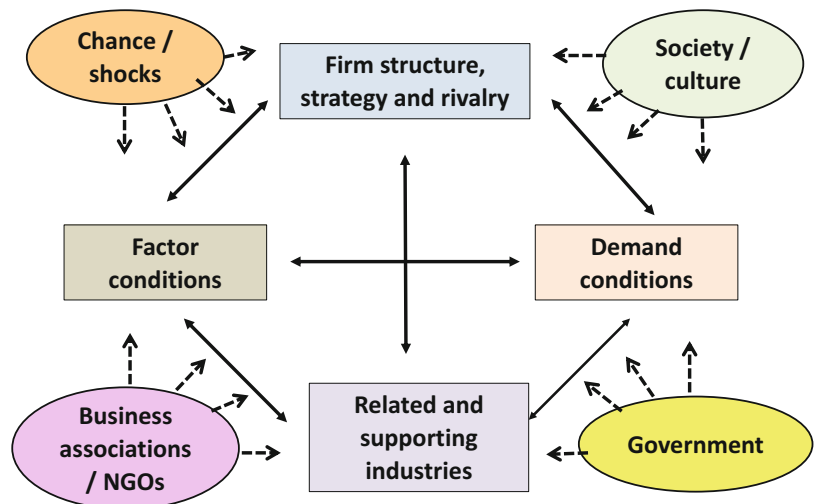 Chance /
shocks
Firm structure,
strategy and rivalry
Society /
culture
Factor
conditions
Demand
conditions
Business
associations
/ NGOs
Related and
supporting
industries
Government